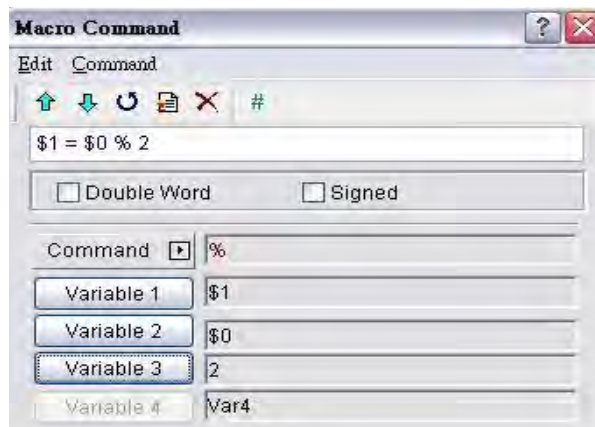 Macro Command
Edit Command
#
$1 = $0 % 2
Double Word Signed
Command %
Variable 1 $1
Variable 2 $0
Variable 3 2
Variable 4 Var4